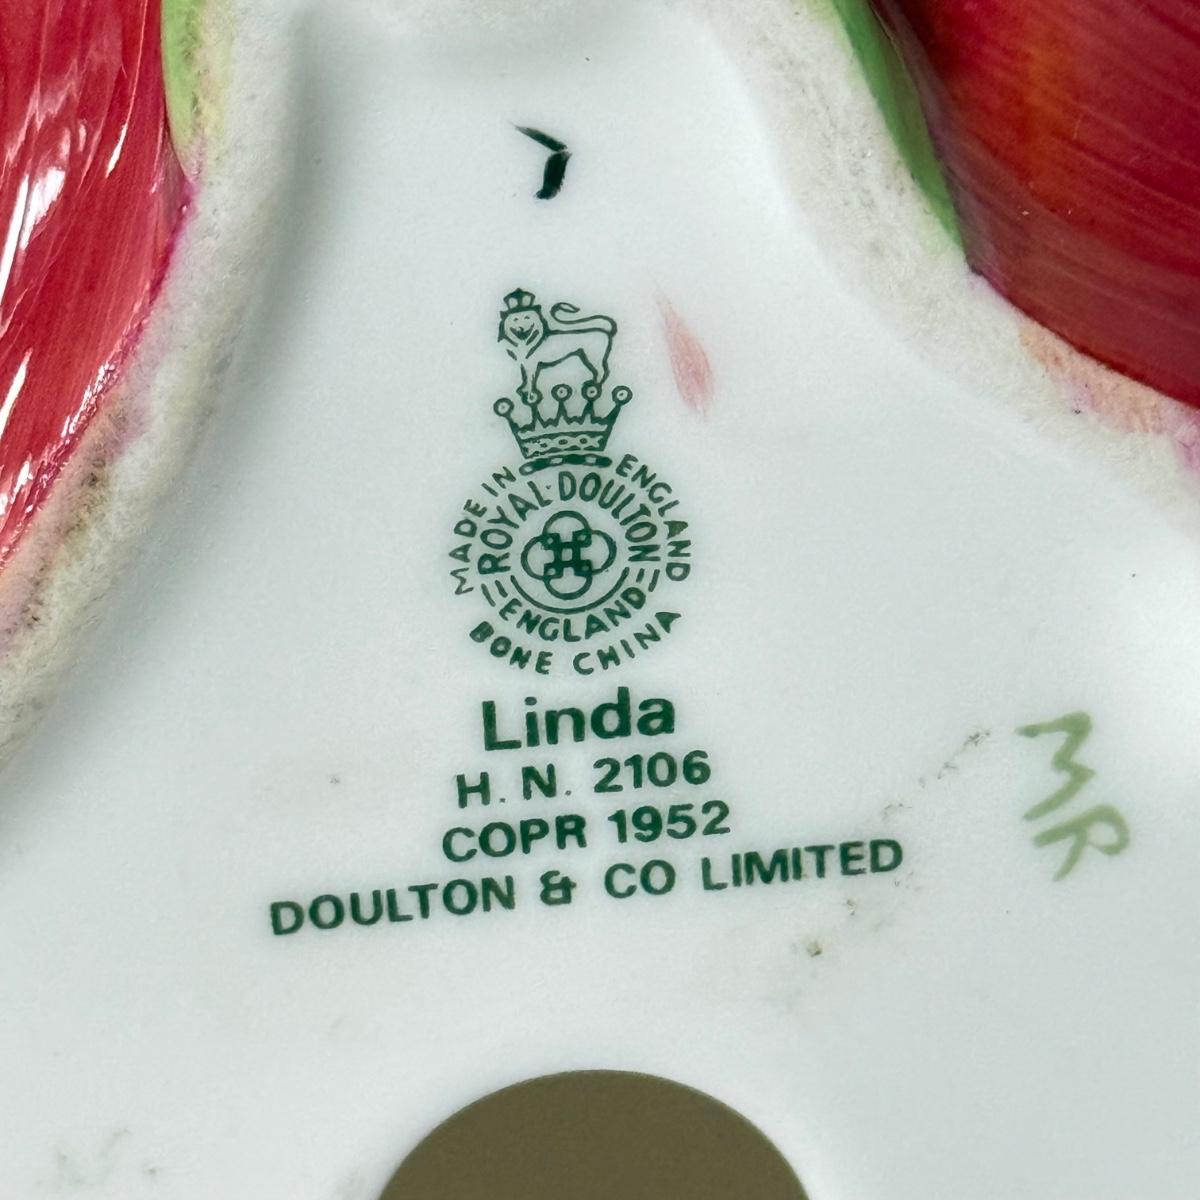 MADE IN ENGLAND
ROYAL·DOULTON
ENGLAND
BONE CHINA
Linda
H. N. 2106
COPR 1952
DOULTON & CO LIMITED
MR